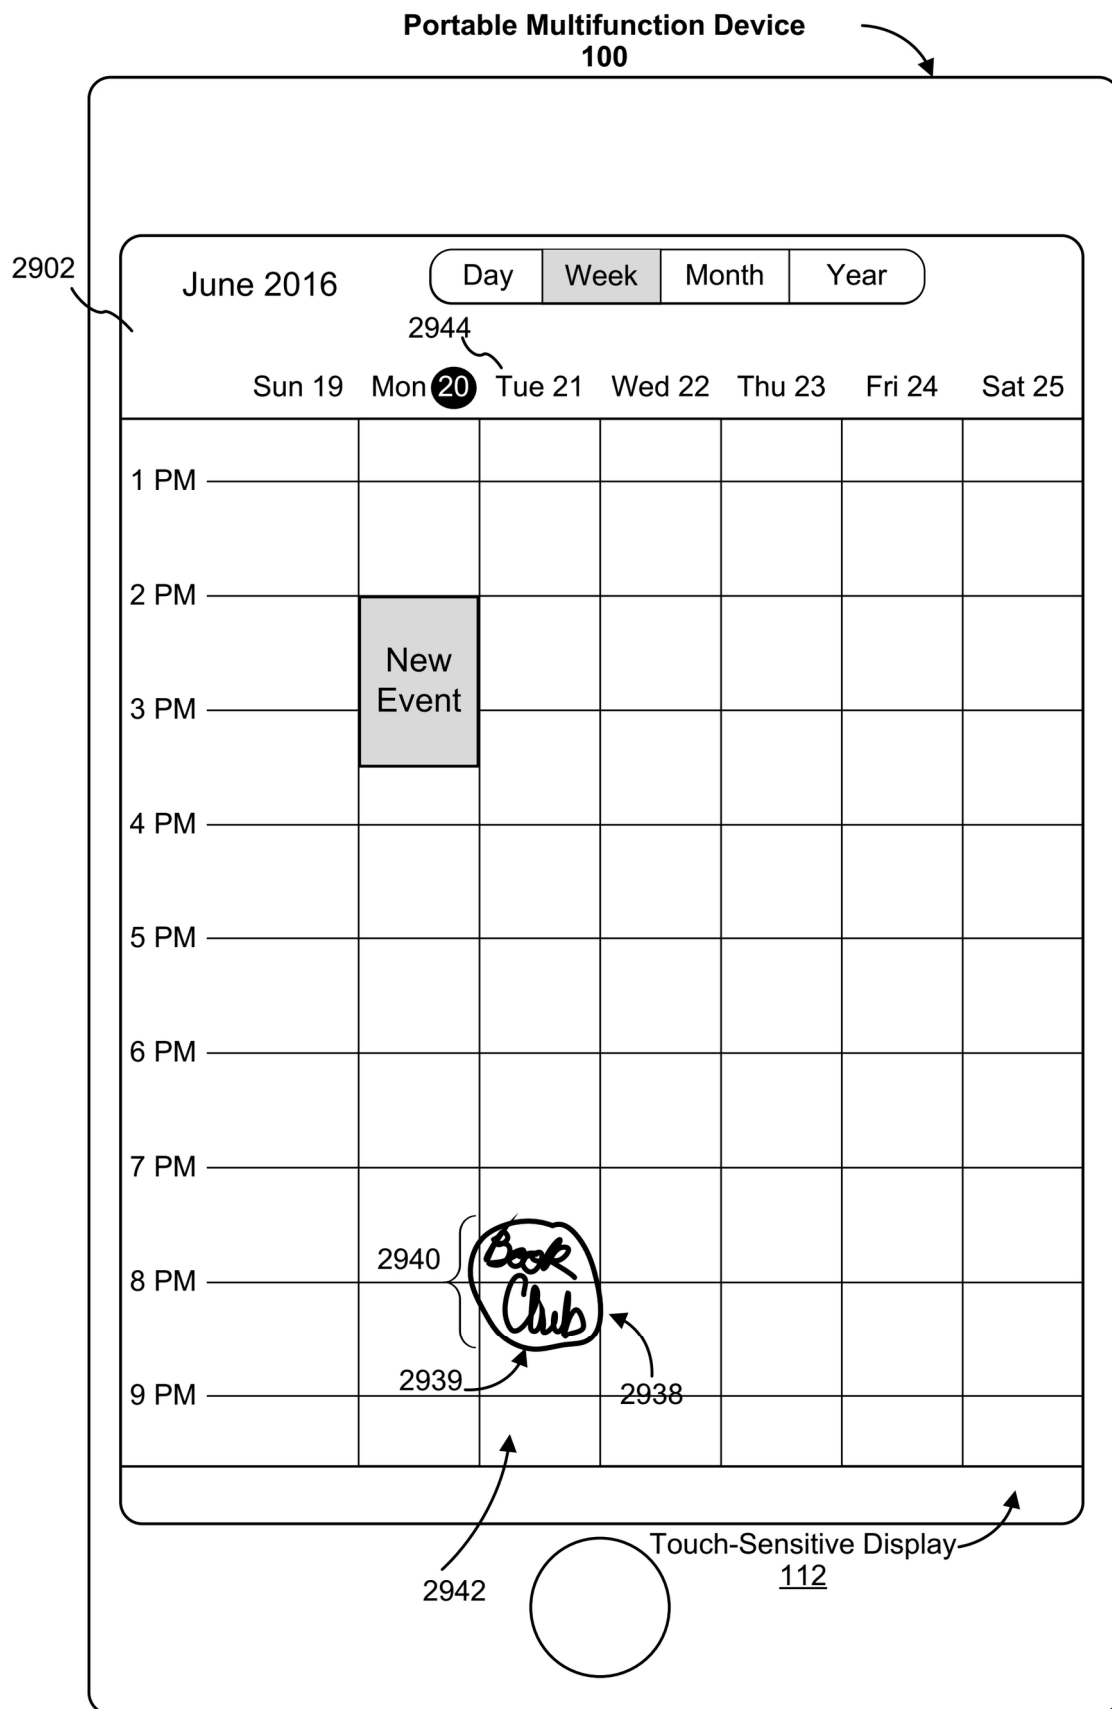 Portable Multifunction Device
100
2902
June 2016
Day Week Month Year
2944
Sun 19 Mon 20 Tue 21 Wed 22 Thu 23 Fri 24 Sat 25
1 PM
2 PM
New
Event
3 PM
4 PM
5 PM
6 PM
7 PM
Book
2940
8 PM
Club
2939
2938
9 PM
Touch-Sensitive Display
112
2942